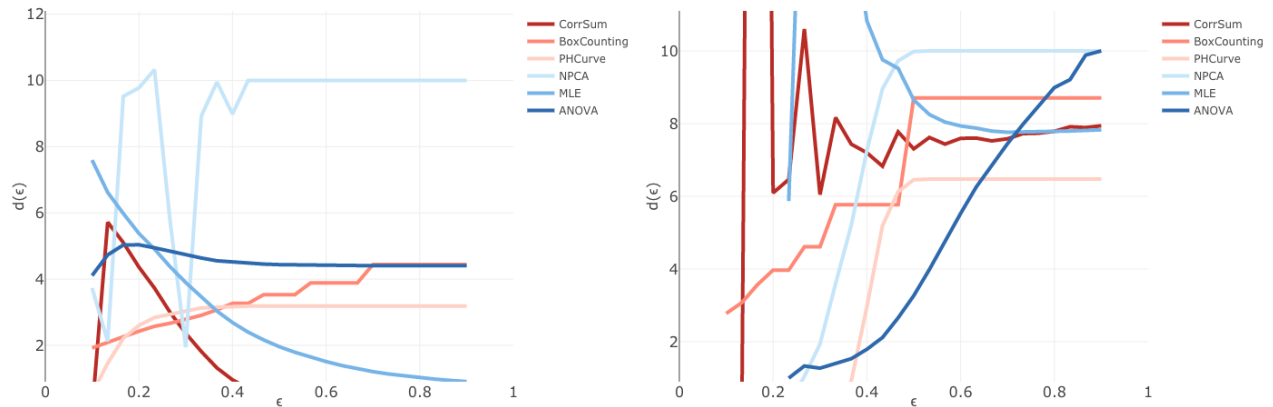 12
10
8
6
4
2
d(ϵ)
0
0.2
0.4
0.6
0.8
1
ϵ
CorrSum
BoxCounting
PHCurve
NPCA
MLE
ANOVA
10
8
6
4
2
d(ϵ)
0
0.2
0.4
0.6
0.8
1
ϵ
CorrSum
BoxCounting
PHCurve
NPCA
MLE
ANOVA